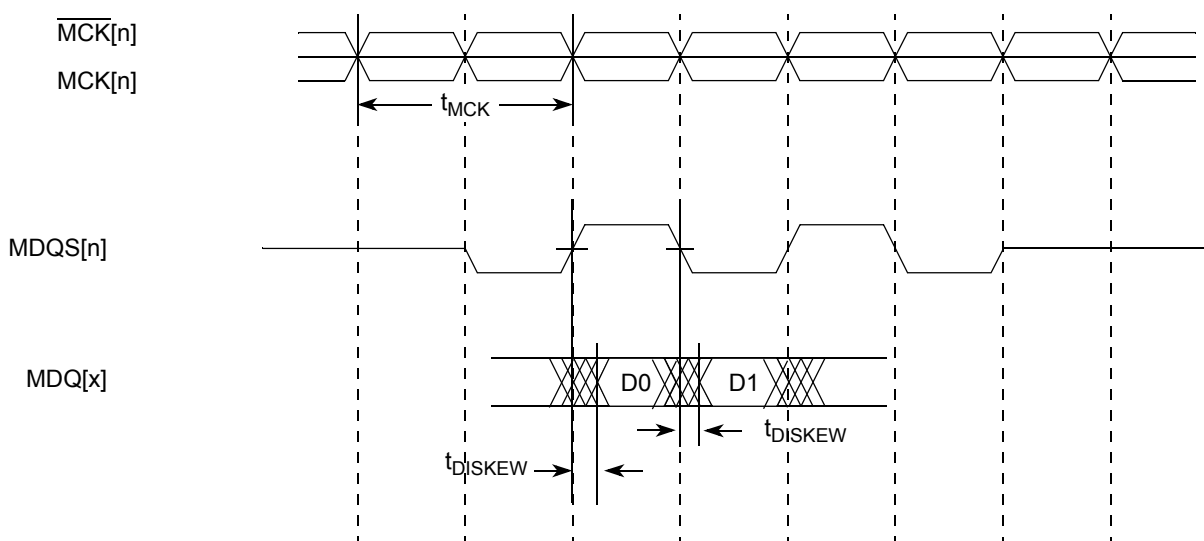 MCK[n]
MCK[n]
tMCK
MDQS[n]
MDQ[x]
D0
D1
tDISKEW
tDISKEW